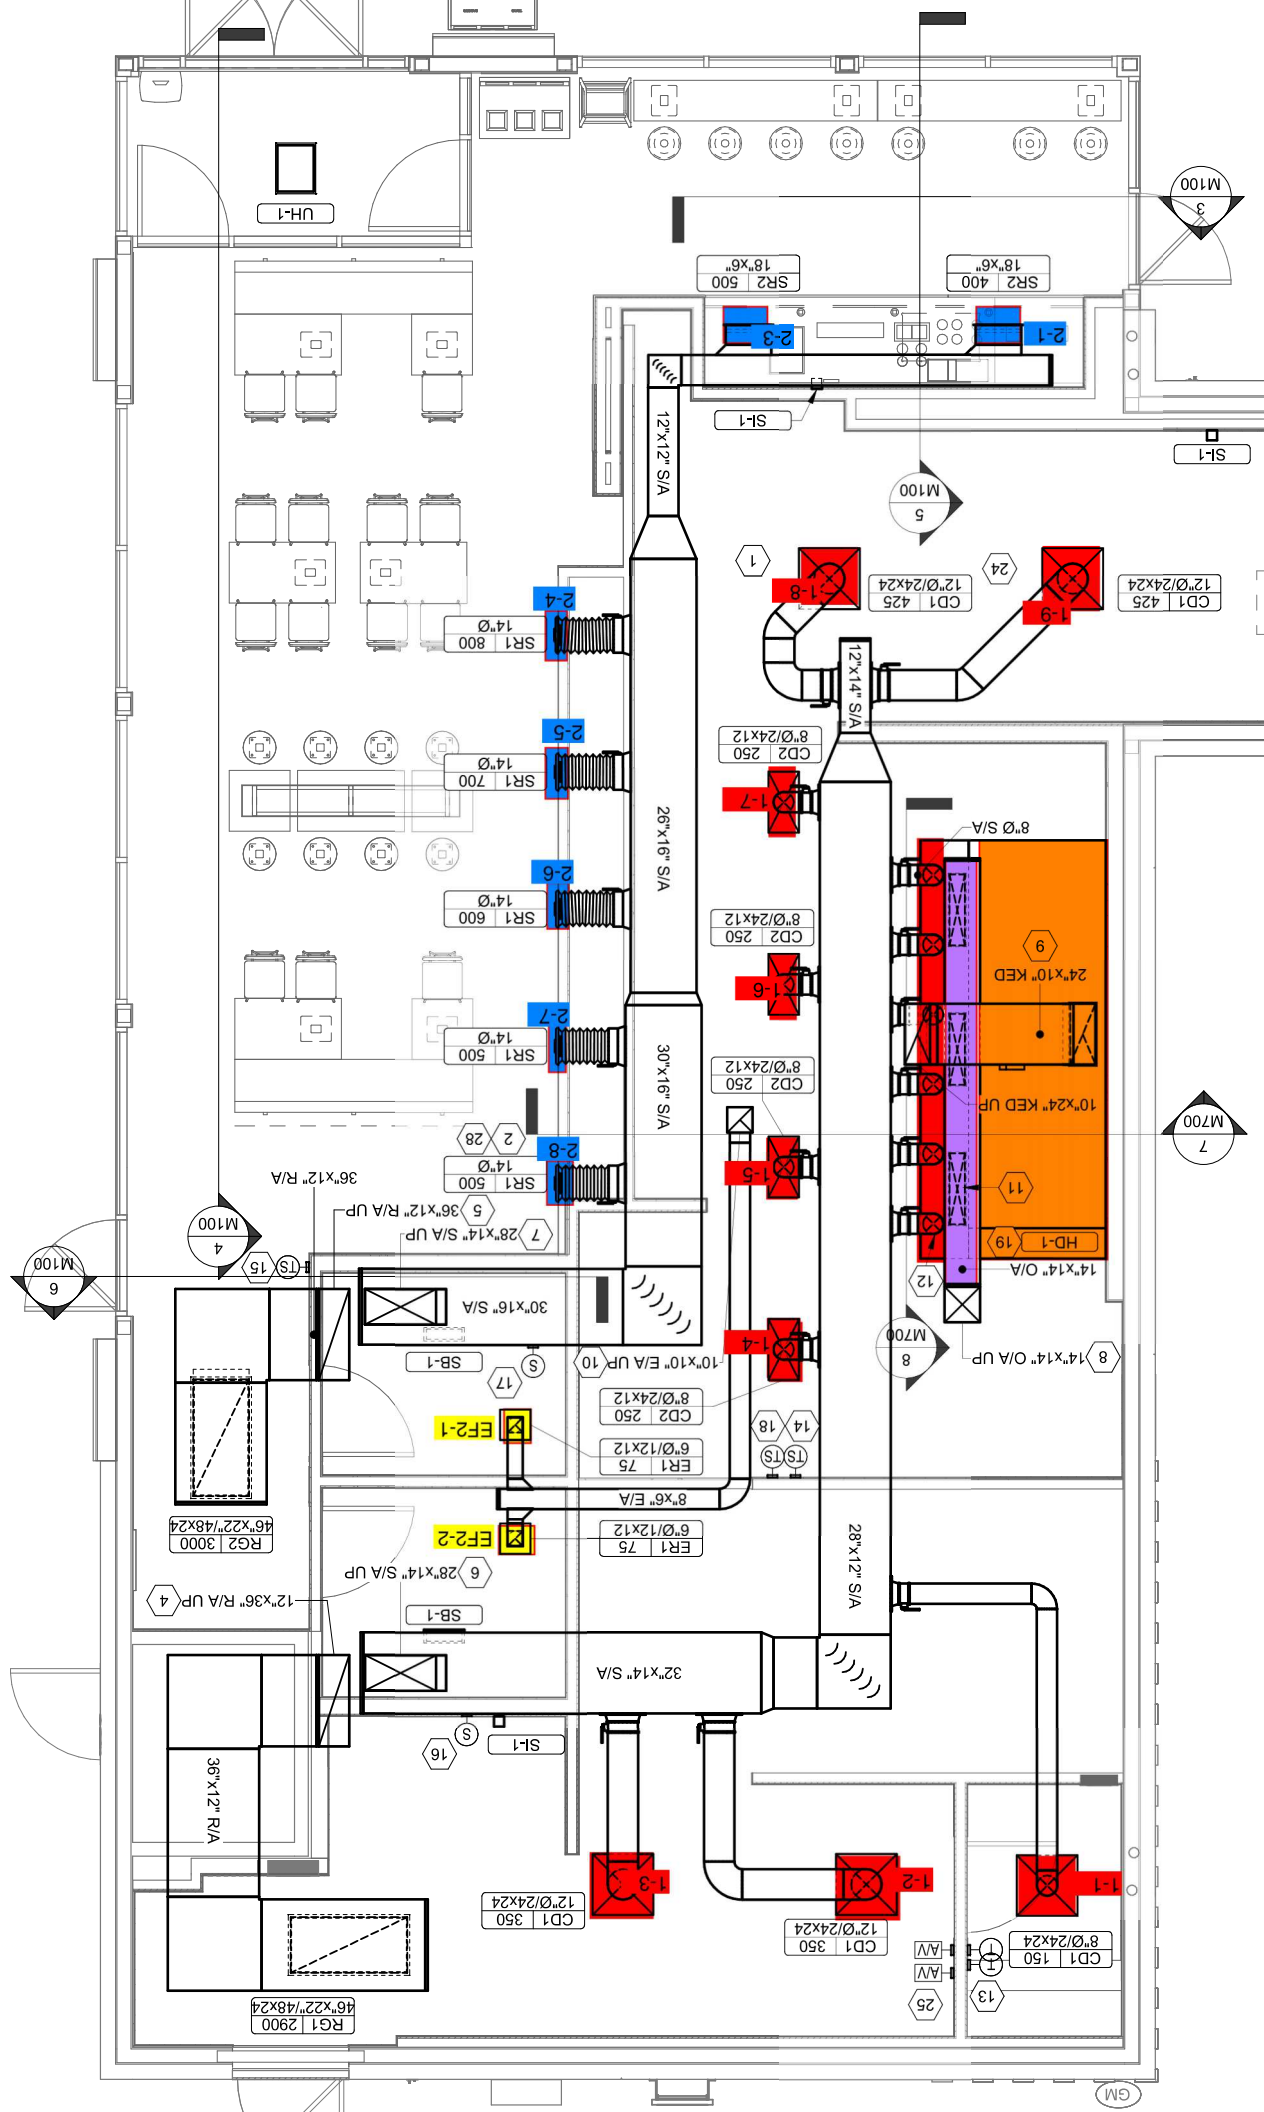 UH-1
3
M100
SR2 500
18"x6"
SR2 400
18"x6"
2-3
2-1
SI-1
SI-1
12"x12" S/A
5
M100
1
24
1-8
CD1 425
12"Ø/24x24
1-9
CD1 425
12"Ø/24x24
2-4
SR1 800
14"Ø
12"x14" S/A
2-5
SR1 700
14"Ø
CD2 250
8"Ø/24x12
1-7
8"Ø S/A
26"x16" S/A
2-6
SR1 600
14"Ø
CD2 250
8"Ø/24x12
1-6
9
24"x10" KED
2-7
SR1 500
14"Ø
30"x16" S/A
CD2 250
8"Ø/24x12
10"x24" KED UP
7
M700
2
28
2-8
SR1 500
14"Ø
1-5
11
36"x12" R/A
5
36"x12" R/A UP
7
28"x14" S/A UP
4
M100
6
M100
15
TS
HD-1
19
12
14"x14" O/A
30"x16" S/A
SB-1
S
17
10
10"x10" E/A UP
1-4
8
M700
14"x14" O/A UP
8
CD2 250
8"Ø/24x12
EF2-1
ER1 75
6"Ø/12x12
18
14
TS
TS
8"x6" E/A
EF2-2
ER1 75
6"Ø/12x12
RG2 3000
46"x22"/48x24
6
28"x14" S/A UP
28"x12" S/A
4
12"x36" R/A UP
SB-1
32"x14" S/A
S
16
SI-1
36"x12" R/A
1-3
CD1 350
12"Ø/24x24
1-2
CD1 350
12"Ø/24x24
1-1
CD1 150
8"Ø/24x24
A/V
A/V
T
T
25
13
RG1 2900
46"x22"/48x24
GM